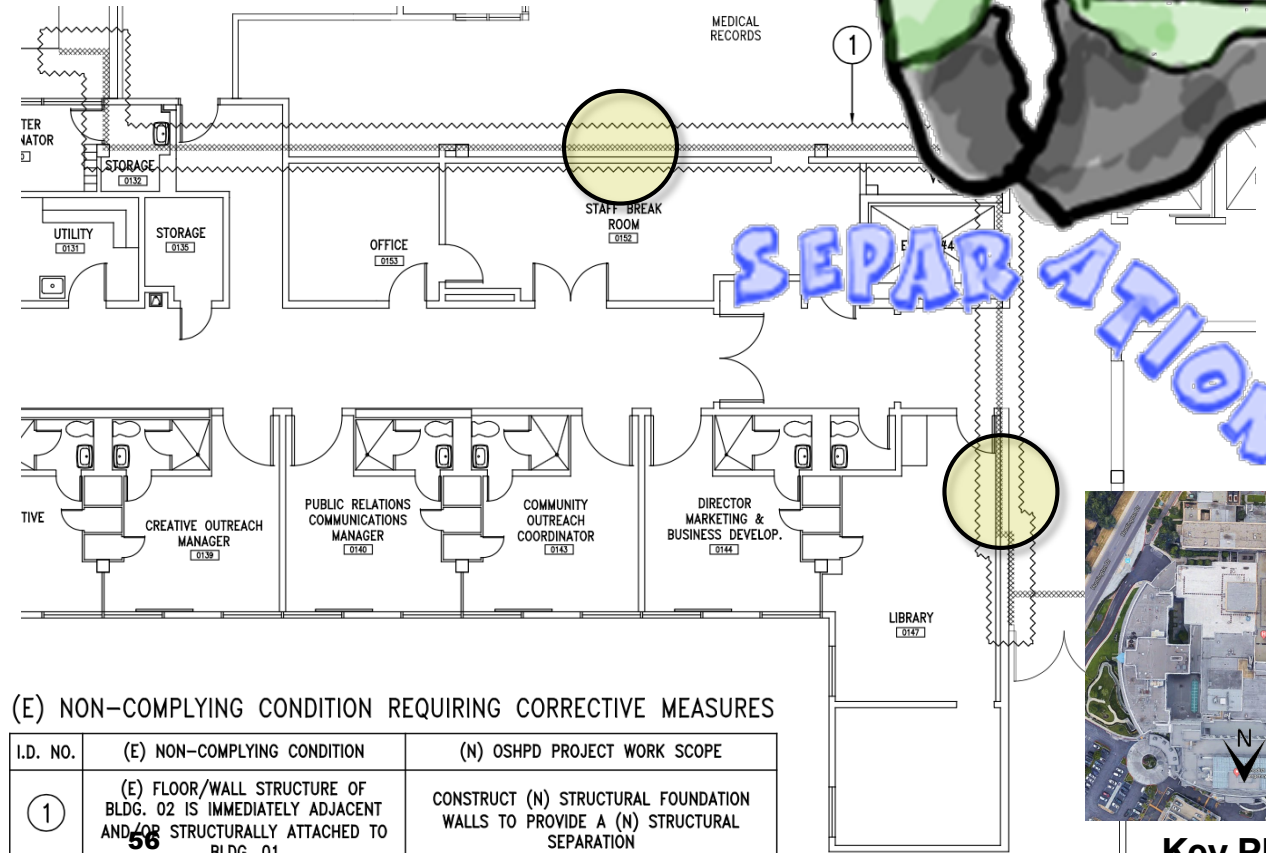 MEDICAL
RECORDS
1
TER
NATOR
STORAGE
0132
UTILITY
0131
STORAGE
0135
OFFICE
0153
STAFF BREAK
ROOM
0152
SEPARATION
TIVE
CREATIVE OUTREACH
MANAGER
0139
PUBLIC RELATIONS
COMMUNICATIONS
MANAGER
0140
COMMUNITY
OUTREACH
COORDINATOR
0143
DIRECTOR
MARKETING &
BUSINESS DEVELOP.
0144
LIBRARY
0147
N
(E) NON-COMPLYING CONDITION REQUIRING CORRECTIVE MEASURES
I.D. NO. (E) NON-COMPLYING CONDITION (N) OSHPD PROJECT WORK SCOPE
1
(E) FLOOR/WALL STRUCTURE OF
BLDG. 02 IS IMMEDIATELY ADJACENT
AND/OR STRUCTURALLY ATTACHED TO
BLDG. 01
CONSTRUCT (N) STRUCTURAL FOUNDATION
WALLS TO PROVIDE A (N) STRUCTURAL
SEPARATION
56
Key Pl